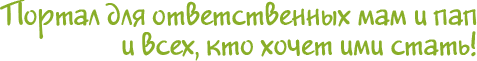 Портал для ответственных мам и пап
и всех, кто хочет ими стать!